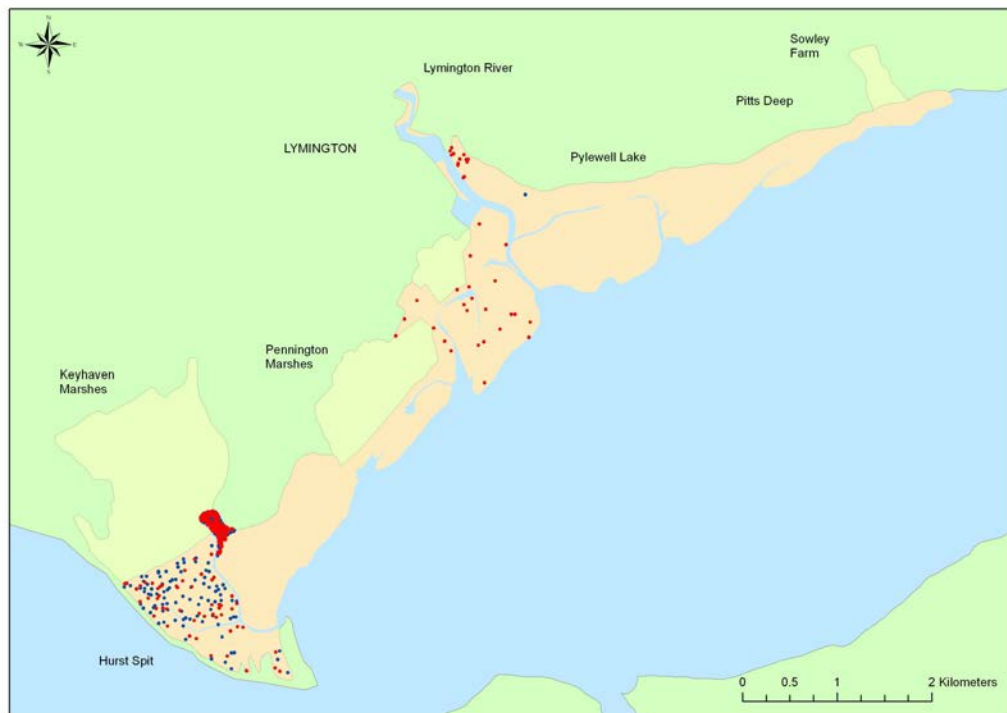 N
N E
S
Sowley
Farm
Lymington River
Pitts Deep
LYMINGTON
Pylewell Lake
Pennington
Marshes
Keyhaven
Marshes
Hurst Spit
0 0.5 1 2 Kilometers